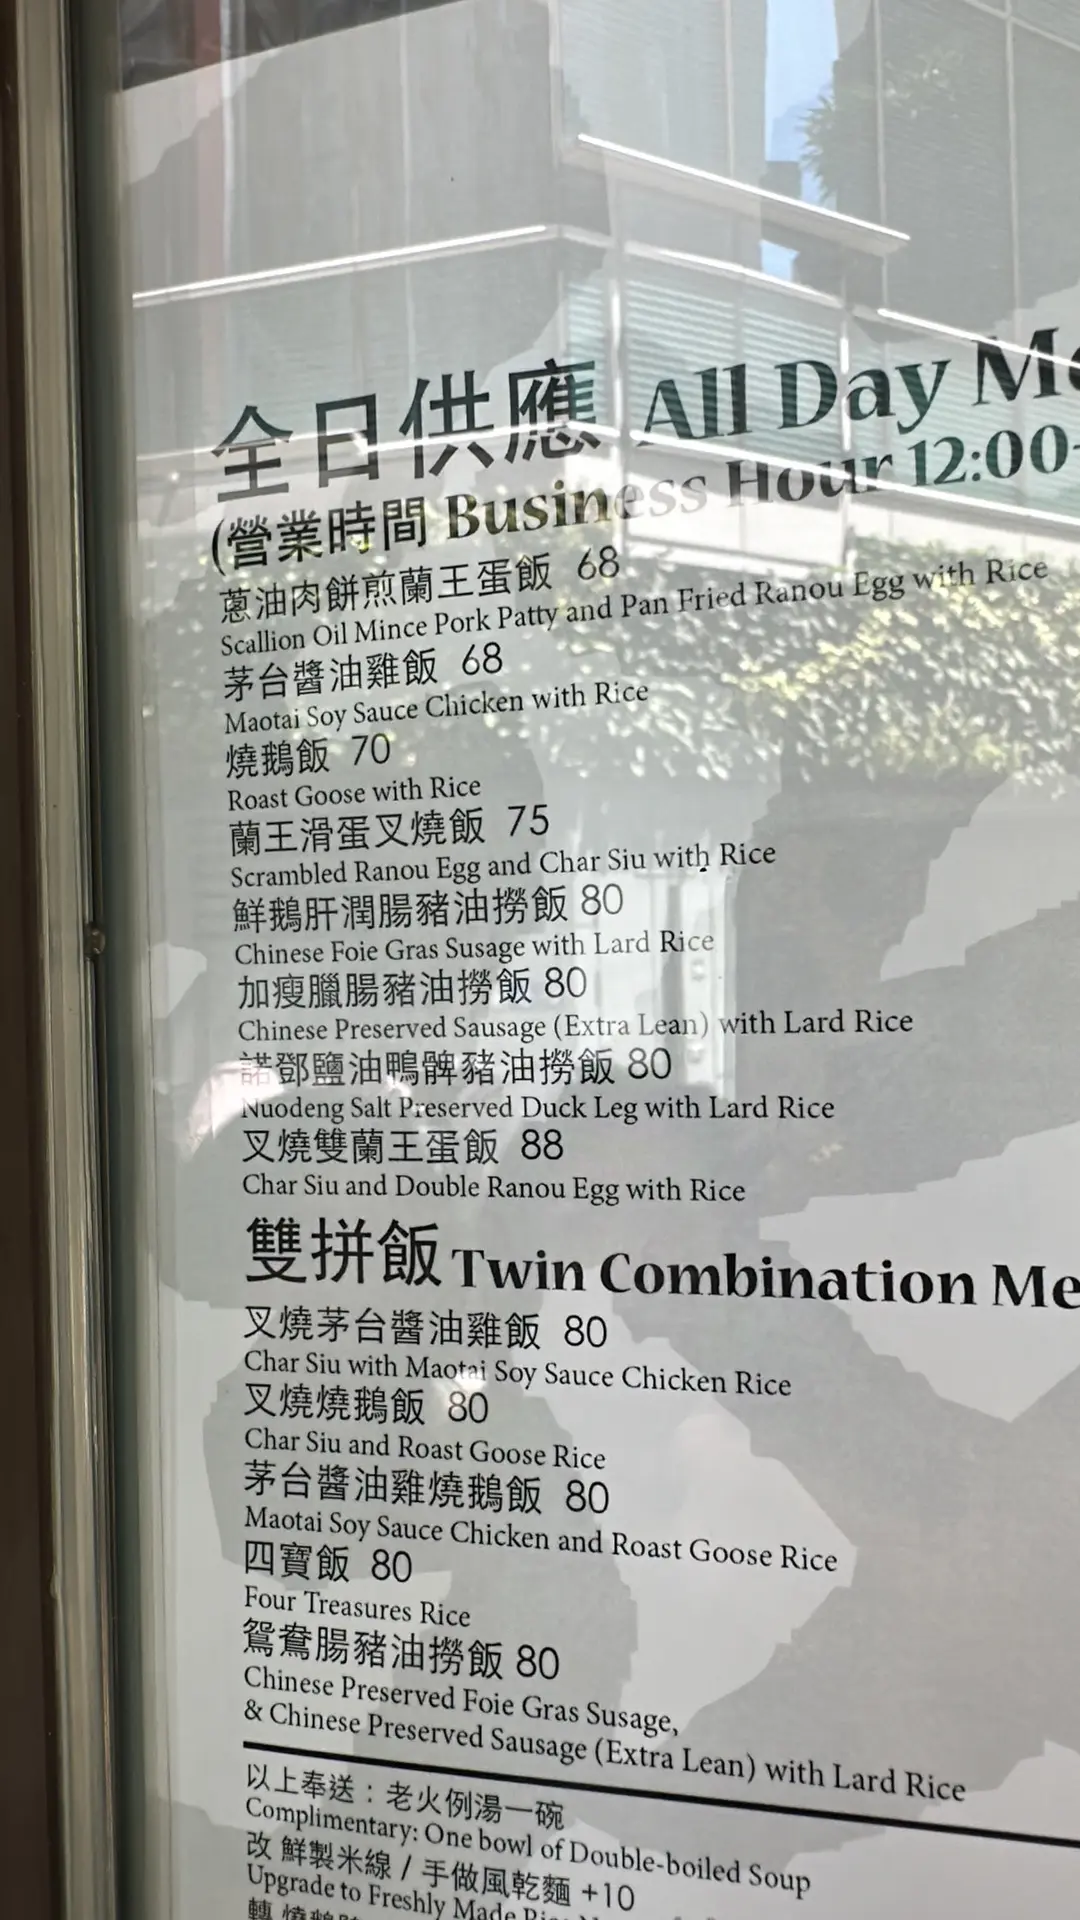 全日供應 All Day
(營業時間 Business Hour 12:00
蔥油肉餅煎蘭王蛋飯 68
Scallion Oil Mince Pork Patty and Pan Fried Ranou Egg with Rice
茅台醬油雞飯 68
Maotai Soy Sauce Chicken with Rice
燒鵝飯 70
Roast Goose with Rice
蘭王滑蛋叉燒飯 75
Scrambled Ranou Egg and Char Siu with Rice
鮮鵝肝潤腸豬油撈飯 80
Chinese Foie Gras Susage with Lard Rice
加瘦臘腸豬油撈飯 80
Chinese Preserved Sausage (Extra Lean) with Lard Rice
諾鄧鹽油鴨髀豬油撈飯 80
Nuodeng Salt Preserved Duck Leg with Lard Rice
叉燒雙蘭王蛋飯 88
Char Siu and Double Ranou Egg with Rice
雙拼飯 Twin Combination
叉燒茅台醬油雞飯 80
Char Siu with Maotai Soy Sauce Chicken Rice
叉燒燒鵝飯 80
Char Siu and Roast Goose Rice
茅台醬油雞燒鵝飯 80
Maotai Soy Sauce Chicken and Roast Goose Rice
四寶飯 80
Four Treasures Rice
鴛鴦腸豬油撈飯 80
Chinese Preserved Foie Gras Susage,
& Chinese Preserved Sausage (Extra Lean) with Lard Rice
以上奉送：老火例湯一碗
Complimentary: One bowl of Double-boiled Soup
改 鮮製米線 / 手做風乾麵 +10
Upgrade to Freshly Made
轉 燒鵝